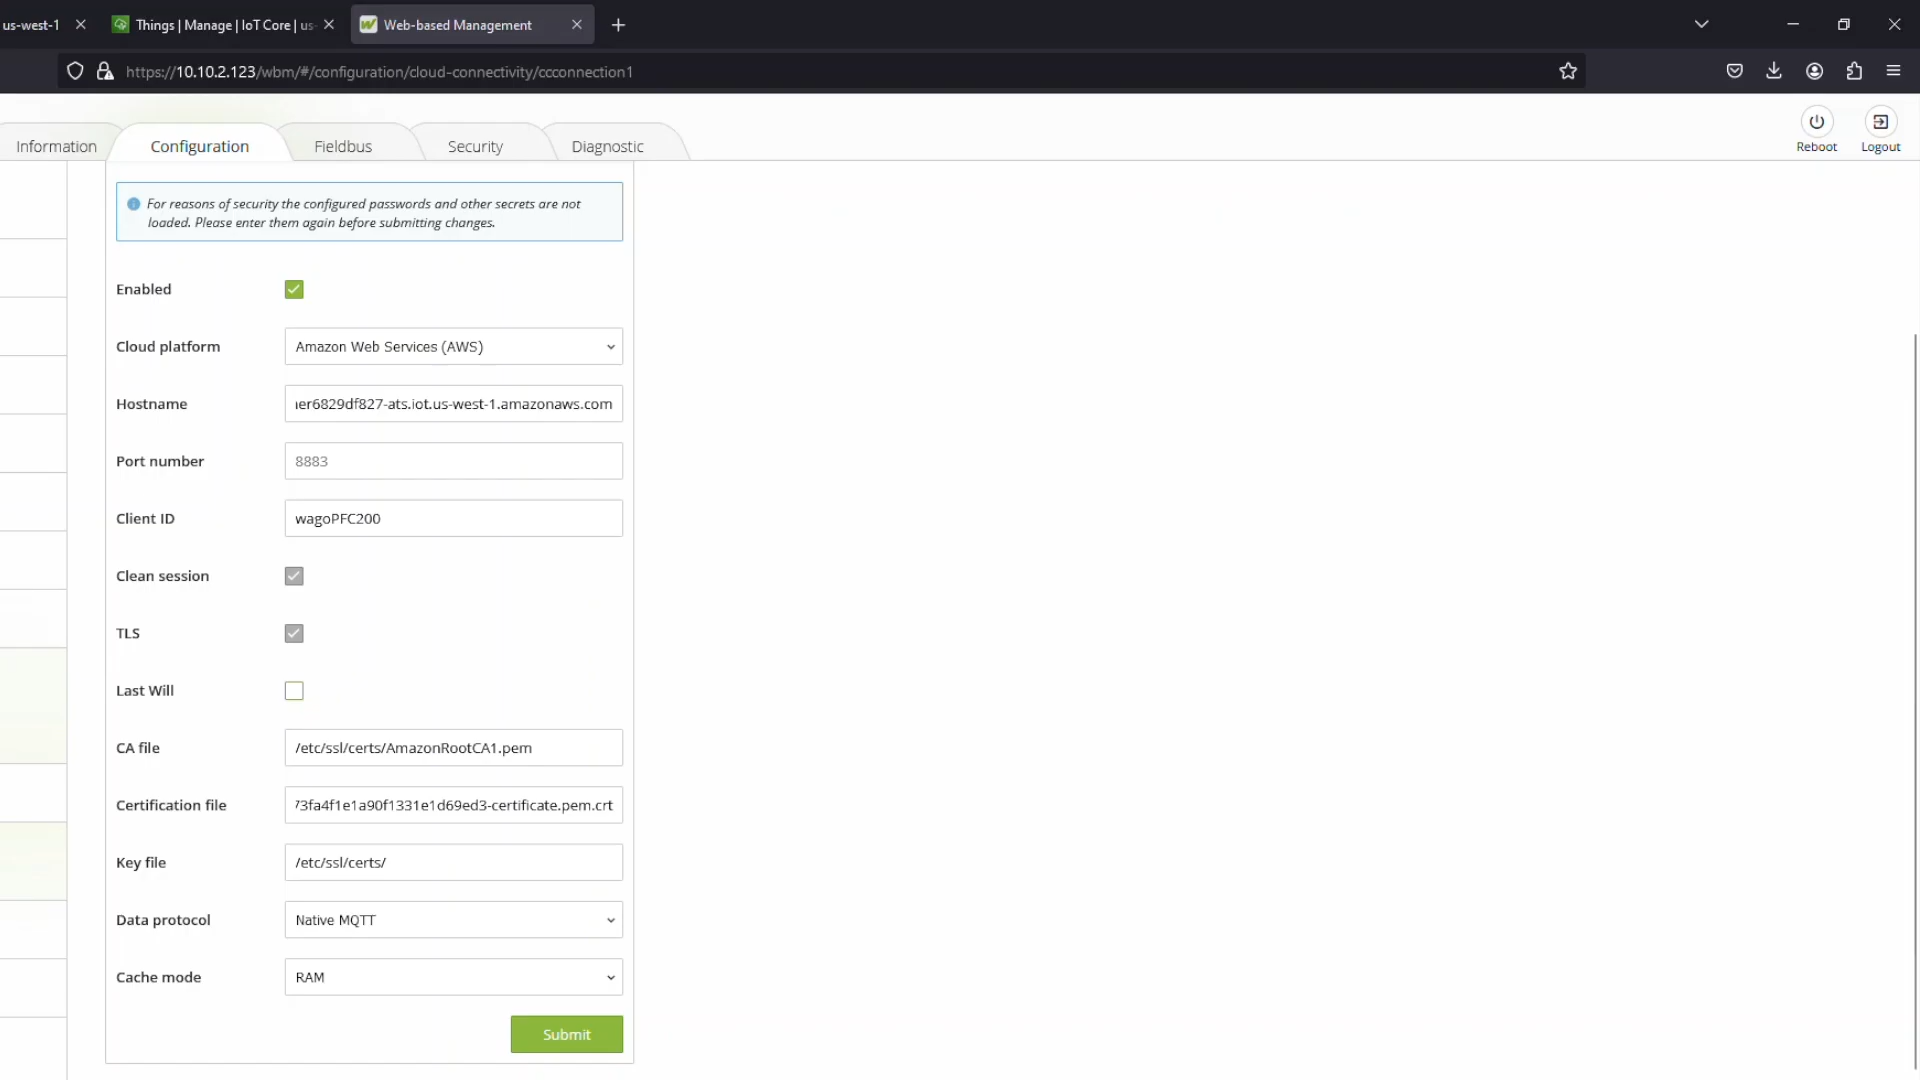 us-west-1
Things | Manage | IoT Core | us-
Web-based Management
https://10.10.2.123/wbm/#/configuration/cloud-connectivity/ccconnection1
Information
Configuration
Fieldbus
Security
Diagnostic
Reboot
Logout
For reasons of security the configured passwords and other secrets are not
loaded. Please enter them again before submitting changes.
Enabled
Cloud platform
Amazon Web Services (AWS)
Hostname
er6829df827-ats.iot.us-west-1.amazonaws.com
Port number
8883
Client ID
wagoPFC200
Clean session
TLS
Last Will
CA file
/etc/ssl/certs/AmazonRootCA1.pem
Certification file
73fa4f1e1a90f1331e1d69ed3-certificate.pem.crt
Key file
/etc/ssl/certs/
Data protocol
Native MQTT
Cache mode
RAM
Submit